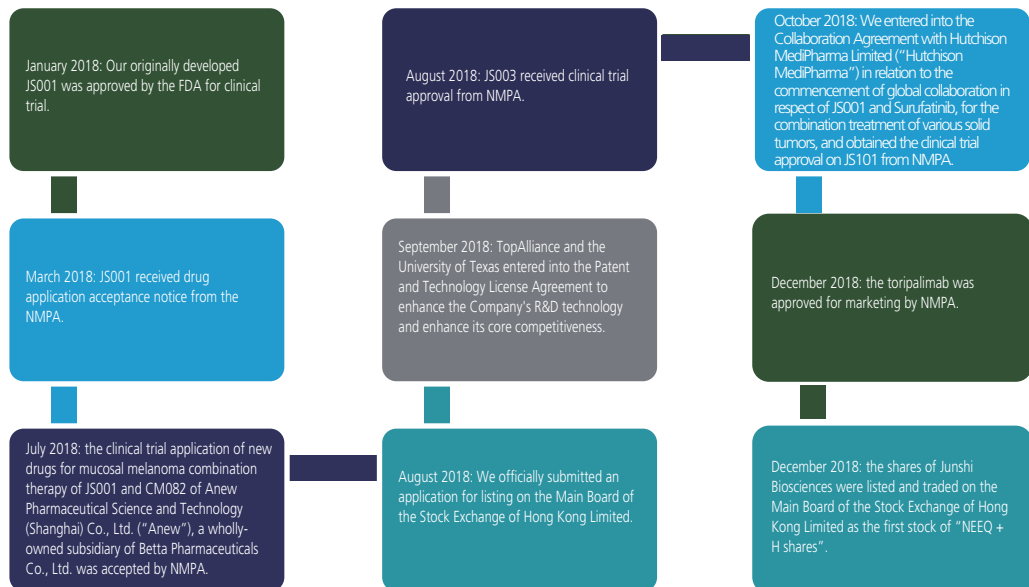 January 2018: Our originally developed
JS001 was approved by the FDA for clinical
trial.
March 2018: JS001 received drug
application acceptance notice from the
NMPA.
July 2018: the clinical trial application of new
drugs for mucosal melanoma combination
therapy of JS001 and CM082 of Anew
Pharmaceutical Science and Technology
(Shanghai) Co., Ltd. (“Anew”), a wholly-
owned subsidiary of Betta Pharmaceuticals
Co., Ltd. was accepted by NMPA.
August 2018: We officially submitted an
application for listing on the Main Board of
the Stock Exchange of Hong Kong Limited.
September 2018: TopAlliance and the
University of Texas entered into the Patent
and Technology License Agreement to
enhance the Company's R&D technology
and enhance its core competitiveness.
August 2018: JS003 received clinical trial
approval from NMPA.
October 2018: We entered into the
Collaboration Agreement with Hutchison
MediPharma Limited (“Hutchison
MediPharma”) in relation to the
commencement of global collaboration in
respect of JS001 and Surufatinib, for the
combination treatment of various solid
tumors, and obtained the clinical trial
approval on JS101 from NMPA.
December 2018: the toripalimab was
approved for marketing by NMPA.
December 2018: the shares of Junshi
Biosciences were listed and traded on the
Main Board of the Stock Exchange of Hong
Kong Limited as the first stock of “NEEQ +
H shares”.